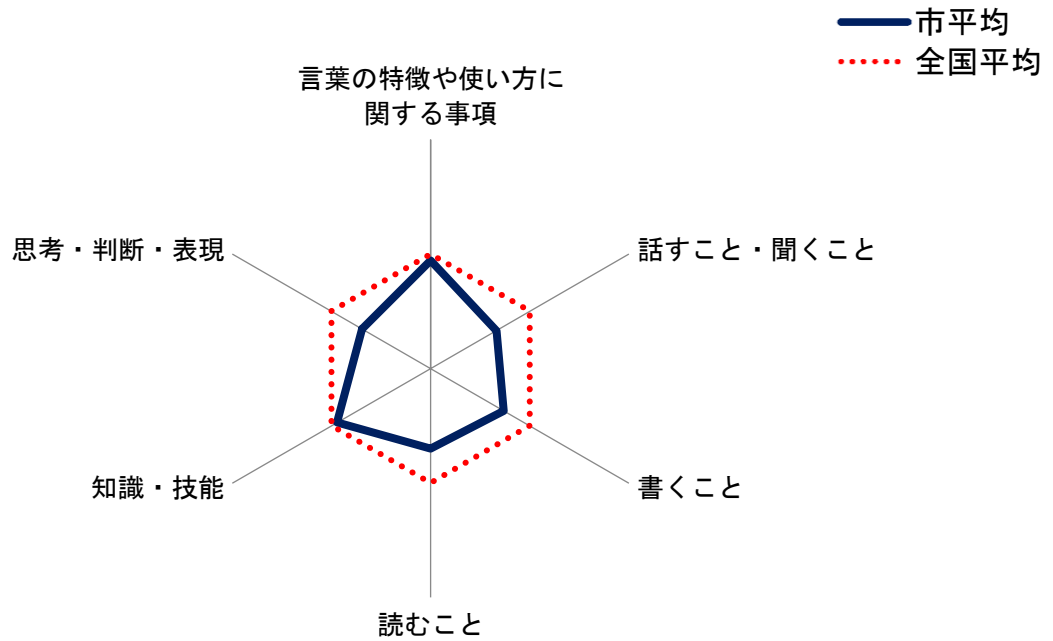 市平均
全国平均
言葉の特徴や使い方に
関する事項
思考・判断・表現
話すこと・聞くこと
知識・技能
書くこと
読むこと